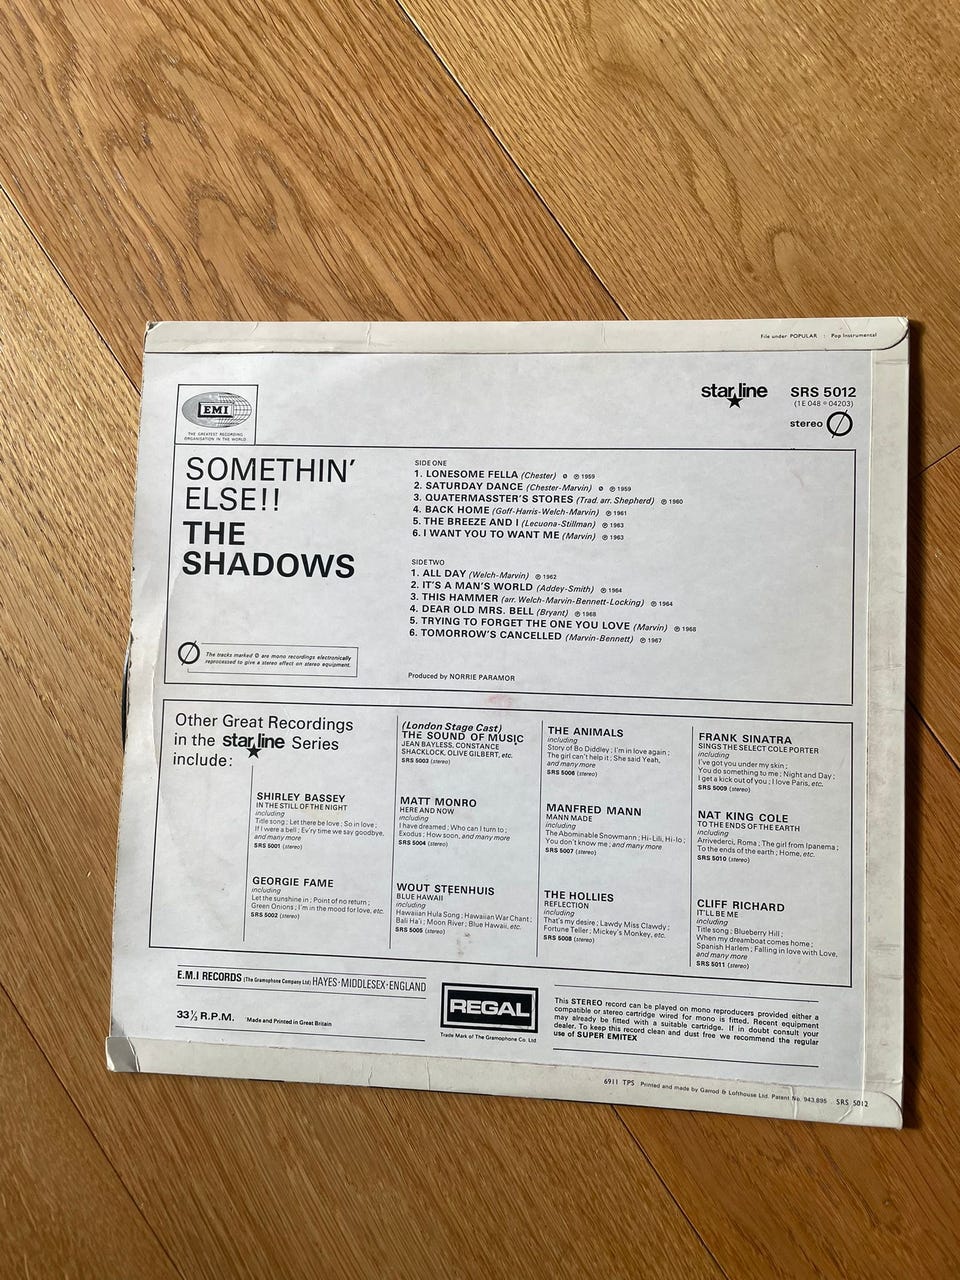 File under POPULAR : Pop Instrumental
EMI
THE GREATEST RECORDING
ORGANISATION IN THE WORLD
star line SRS 5012
(1E 048 o 04203)
stereo
SOMETHIN'
ELSE!!
THE
SHADOWS
The tracks marked Ø are mono recordings electronically
reprocessed to give a stereo effect on stereo equipment.
SIDE ONE
1. LONESOME FELLA (Chester) Ø ℗ 1959
2. SATURDAY DANCE (Chester-Marvin) Ø ℗ 1959
3. QUATERMASSTER'S STORES (Trad. arr. Shepherd) ℗ 1960
4. BACK HOME (Goff-Harris-Welch-Marvin) ℗ 1961
5. THE BREEZE AND I (Lecuona-Stillman) ℗ 1963
6. I WANT YOU TO WANT ME (Marvin) ℗ 1963
SIDE TWO
1. ALL DAY (Welch-Marvin) ℗ 1962
2. IT'S A MAN'S WORLD (Addey-Smith) ℗ 1964
3. THIS HAMMER (arr. Welch-Marvin-Bennett-Locking) ℗ 1964
4. DEAR OLD MRS. BELL (Bryant) ℗ 1968
5. TRYING TO FORGET THE ONE YOU LOVE (Marvin) ℗ 1968
6. TOMORROW'S CANCELLED (Marvin-Bennett) ℗ 1967
Produced by NORRIE PARAMOR
Other Great Recordings
in the star line Series
include:
SHIRLEY BASSEY
IN THE STILL OF THE NIGHT
including
Title song ; Let there be love ; So in love ;
If I were a bell ; Ev'ry time we say goodbye,
and many more
SRS 5001 (stereo)
GEORGIE FAME
including
Let the sunshine in ; Point of no return ;
Green Onions ; I'm in the mood for love, etc.
SRS 5002 (stereo)
(London Stage Cast)
THE SOUND OF MUSIC
JEAN BAYLESS, CONSTANCE
SHACKLOCK, OLIVE GILBERT, etc.
SRS 5003 (stereo)
MATT MONRO
HERE AND NOW
including
I have dreamed ; Who can I turn to ;
Exodus ; How soon, and many more
SRS 5004 (stereo)
WOUT STEENHUIS
BLUE HAWAII
including
Hawaiian Hula Song ; Hawaiian War Chant ;
Bali Ha'i ; Moon River ; Blue Hawaii, etc.
SRS 5005 (stereo)
THE ANIMALS
including
Story of Bo Diddley ; I'm in love again ;
The girl can't help it ; She said Yeah,
and many more
SRS 5006 (stereo)
MANFRED MANN
MANN MADE
including
The Abominable Snowmann ; Hi-Lili, Hi-lo ;
You don't know me ; and many more
SRS 5007 (stereo)
THE HOLLIES
REFLECTION
including
That's my desire ; Lawdy Miss Clawdy ;
Fortune Teller ; Mickey's Monkey, etc.
SRS 5008 (stereo)
FRANK SINATRA
SINGS THE SELECT COLE PORTER
including
I've got you under my skin ;
You do something to me ; Night and Day ;
I get a kick out of you ; I love Paris, etc.
SRS 5009 (stereo)
NAT KING COLE
TO THE ENDS OF THE EARTH
including
Arrivederci, Roma ; The girl from Ipanema ;
To the ends of the earth ; Home, etc.
SRS 5010 (stereo)
CLIFF RICHARD
IT'LL BE ME
including
Title song ; Blueberry Hill ;
When my dreamboat comes home ;
Spanish Harlem ; Falling in love with Love,
and many more
SRS 5011 (stereo)
E.M.I RECORDS (The Gramophone Company Ltd) HAYES·MIDDLESEX·ENGLAND
33⅓ R.P.M. Made and Printed in Great Britain
REGAL
Trade Mark of The Gramophone Co. Ltd
This STEREO record can be played on mono reproducers provided either a
compatible or stereo cartridge wired for mono is fitted. Recent equipment
may already be fitted with a suitable cartridge. If in doubt consult your
dealer. To keep this record clean and dust free we recommend the regular
use of SUPER EMITEX
6911 TPS Printed and made by Garrod & Lofthouse Ltd. Patent No. 943,895 SRS 5012